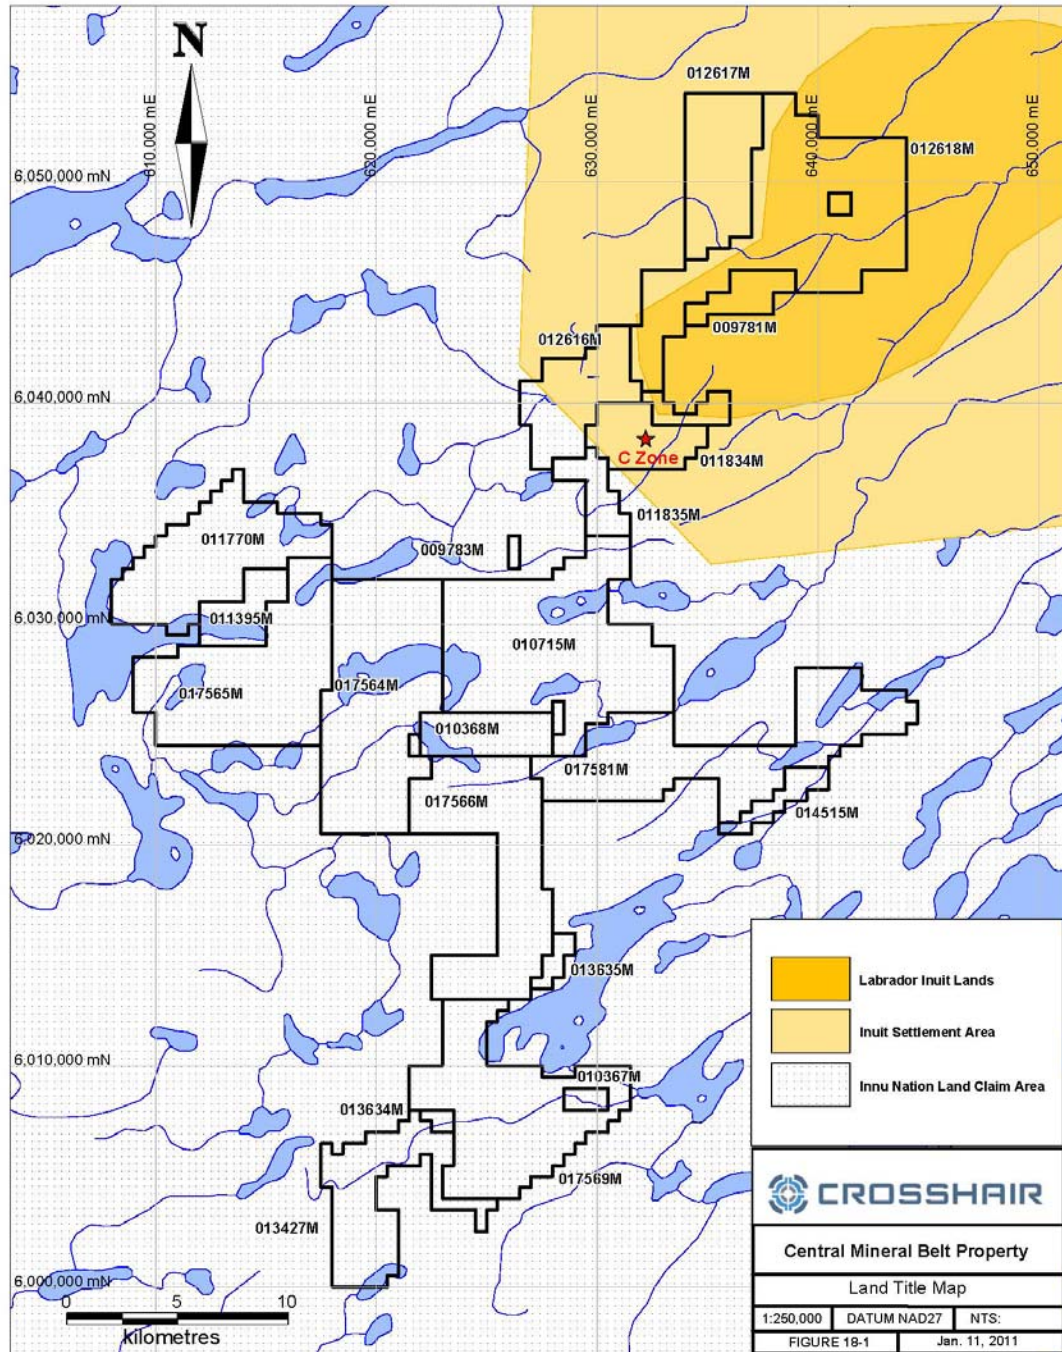 N
012617M
610,000 mE
620,000 mE
630,000 mE
640,000 mE
650,000 mE
012618M
6,050,000 mN
009781M
012616M
6,040,000 mN
C Zone
011834M
011835M
011770M
009783M
6,030,000 mN
011395M
010715M
017565M
017564M
010368M
017581M
017566M
014515M
6,020,000 mN
013635M
Labrador Inuit Lands
Inuit Settlement Area
Innu Nation Land Claim Area
6,010,000 mN
010367M
013634M
017569M
013427M
6,000,000 mN
0 5 10
kilometres
CROSSHAIR
Central Mineral Belt Property
Land Title Map
1:250,000 DATUM NAD27 NTS:
FIGURE 18-1 Jan. 11, 2011